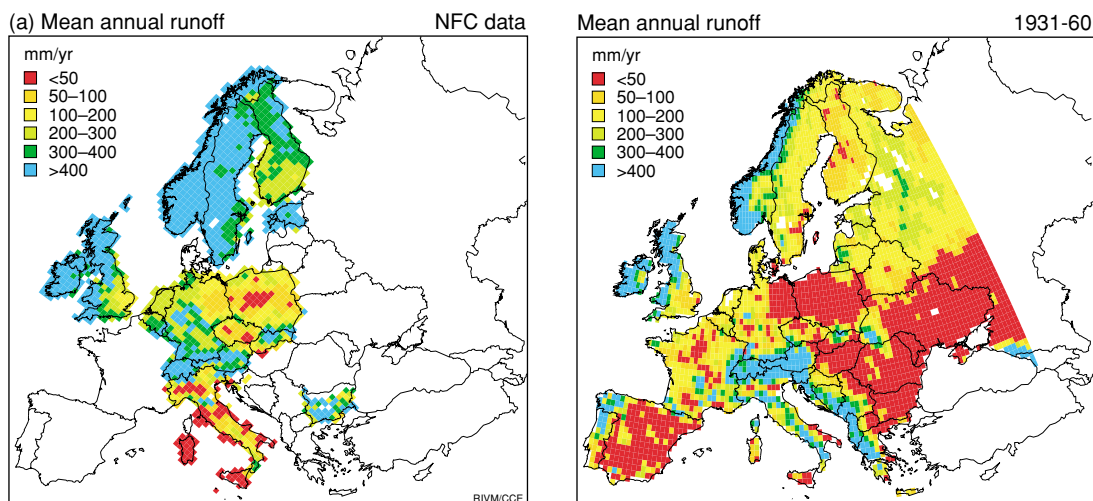 (a) Mean annual runoff NFC data
mm/yr
<50
50–100
100–200
200–300
300–400
>400
RIVM/CCE
Mean annual runoff 1931-60
mm/yr
<50
50–100
100–200
200–300
300–400
>400